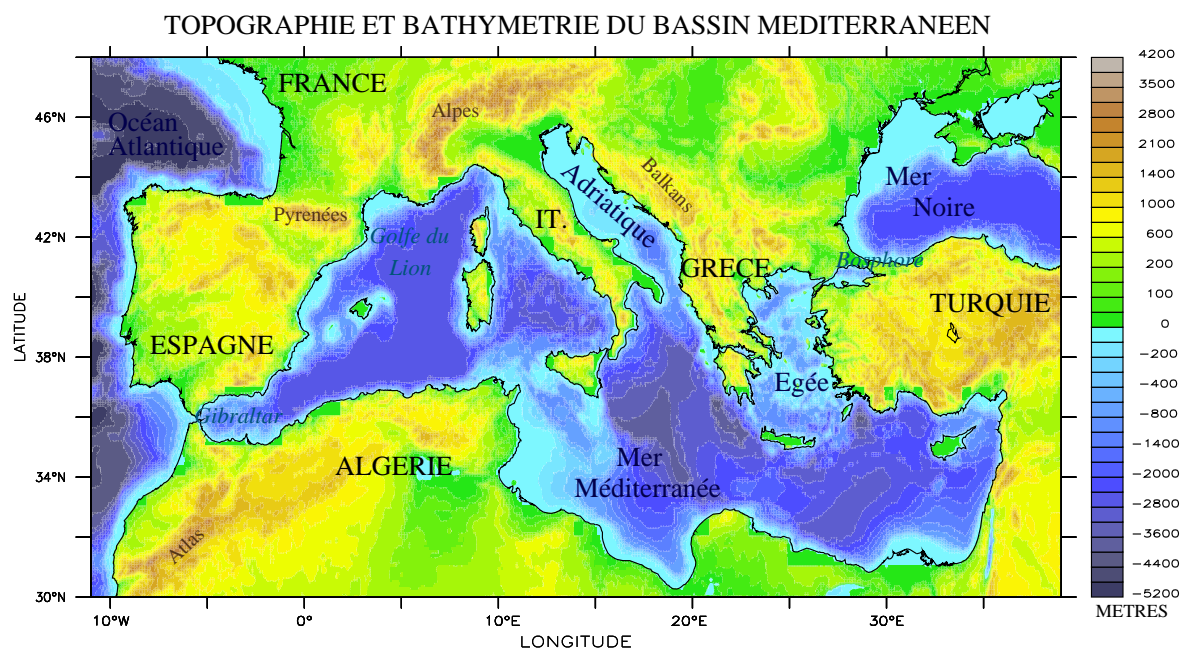 TOPOGRAPHIE ET BATHYMETRIE DU BASSIN MEDITERRANEEN
FRANCE
Alpes
Océan
Atlantique
Pyrenées
Golfe du
Lion
IT.
Adriatique
Balkans
Mer
Noire
Bosphore
GRECE
TURQUIE
ESPAGNE
Egée
Gibraltar
ALGERIE
Mer
Méditerranée
Atlas
LATITUDE
46°N
42°N
38°N
34°N
30°N
10°W
0°
10°E
20°E
30°E
LONGITUDE
4200
3500
2800
2100
1400
1000
600
200
100
0
-200
-400
-800
-1400
-2000
-2800
-3600
-4400
-5200
METRES